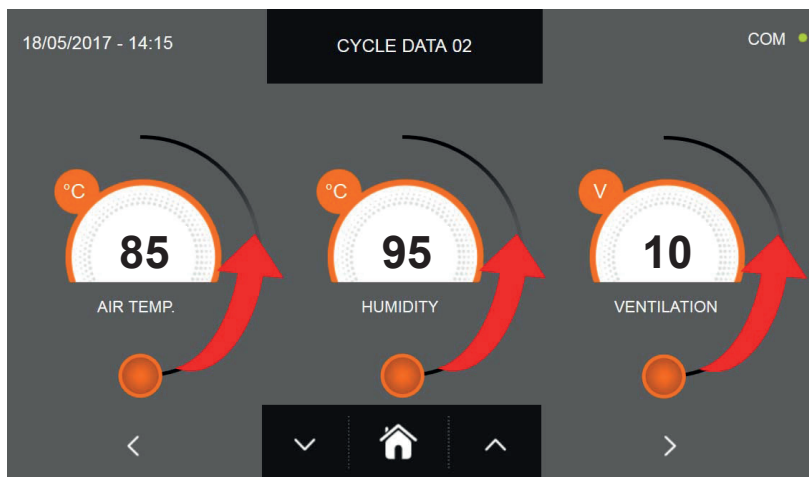 18/05/2017 - 14:15
CYCLE DATA 02
COM
°C
°C
V
85
95
10
AIR TEMP.
HUMIDITY
VENTILATION